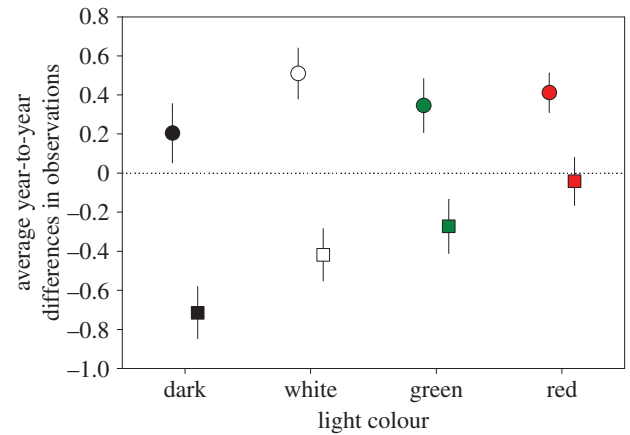 average year-to-year
differences in observations
0.8
0.6
0.4
0.2
0
–0.2
–0.4
–0.6
–0.8
–1.0
dark white green red
light colour